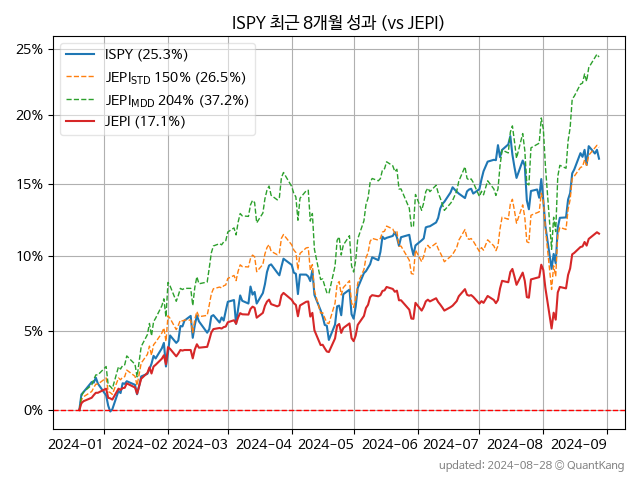 ISPY 최근 8개월 성과 (vs JEPI)
ISPY (25.3%)
JEPI_STD 150% (26.5%)
JEPI_MDD 204% (37.2%)
JEPI (17.1%)
25%
20%
15%
10%
5%
0%
2024-01 2024-02 2024-03 2024-04 2024-05 2024-06 2024-07 2024-08 2024-09
updated: 2024-08-28 © QuantKang